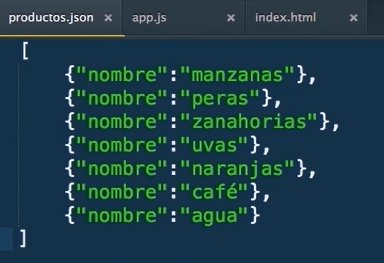 productos.json × app.js × index.html ×
[
{"nombre":"manzanas"},
{"nombre":"peras"},
{"nombre":"zanahorias"},
{"nombre":"uvas"},
{"nombre":"naranjas"},
{"nombre":"café"},
{"nombre":"agua"}
]